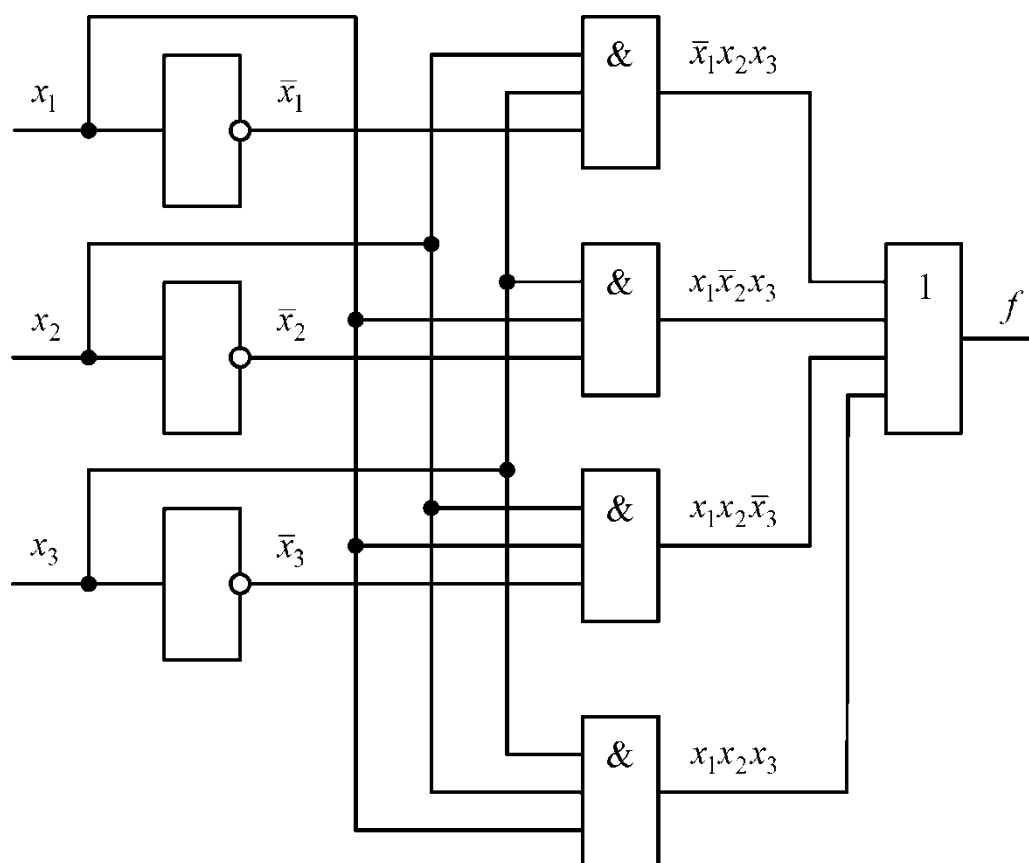 & x̄₁x₂x₃
x₁ x̄₁
& x₁x̄₂x₃ 1 f
x₂ x̄₂
& x₁x₂x̄₃
x₃ x̄₃
& x₁x₂x₃